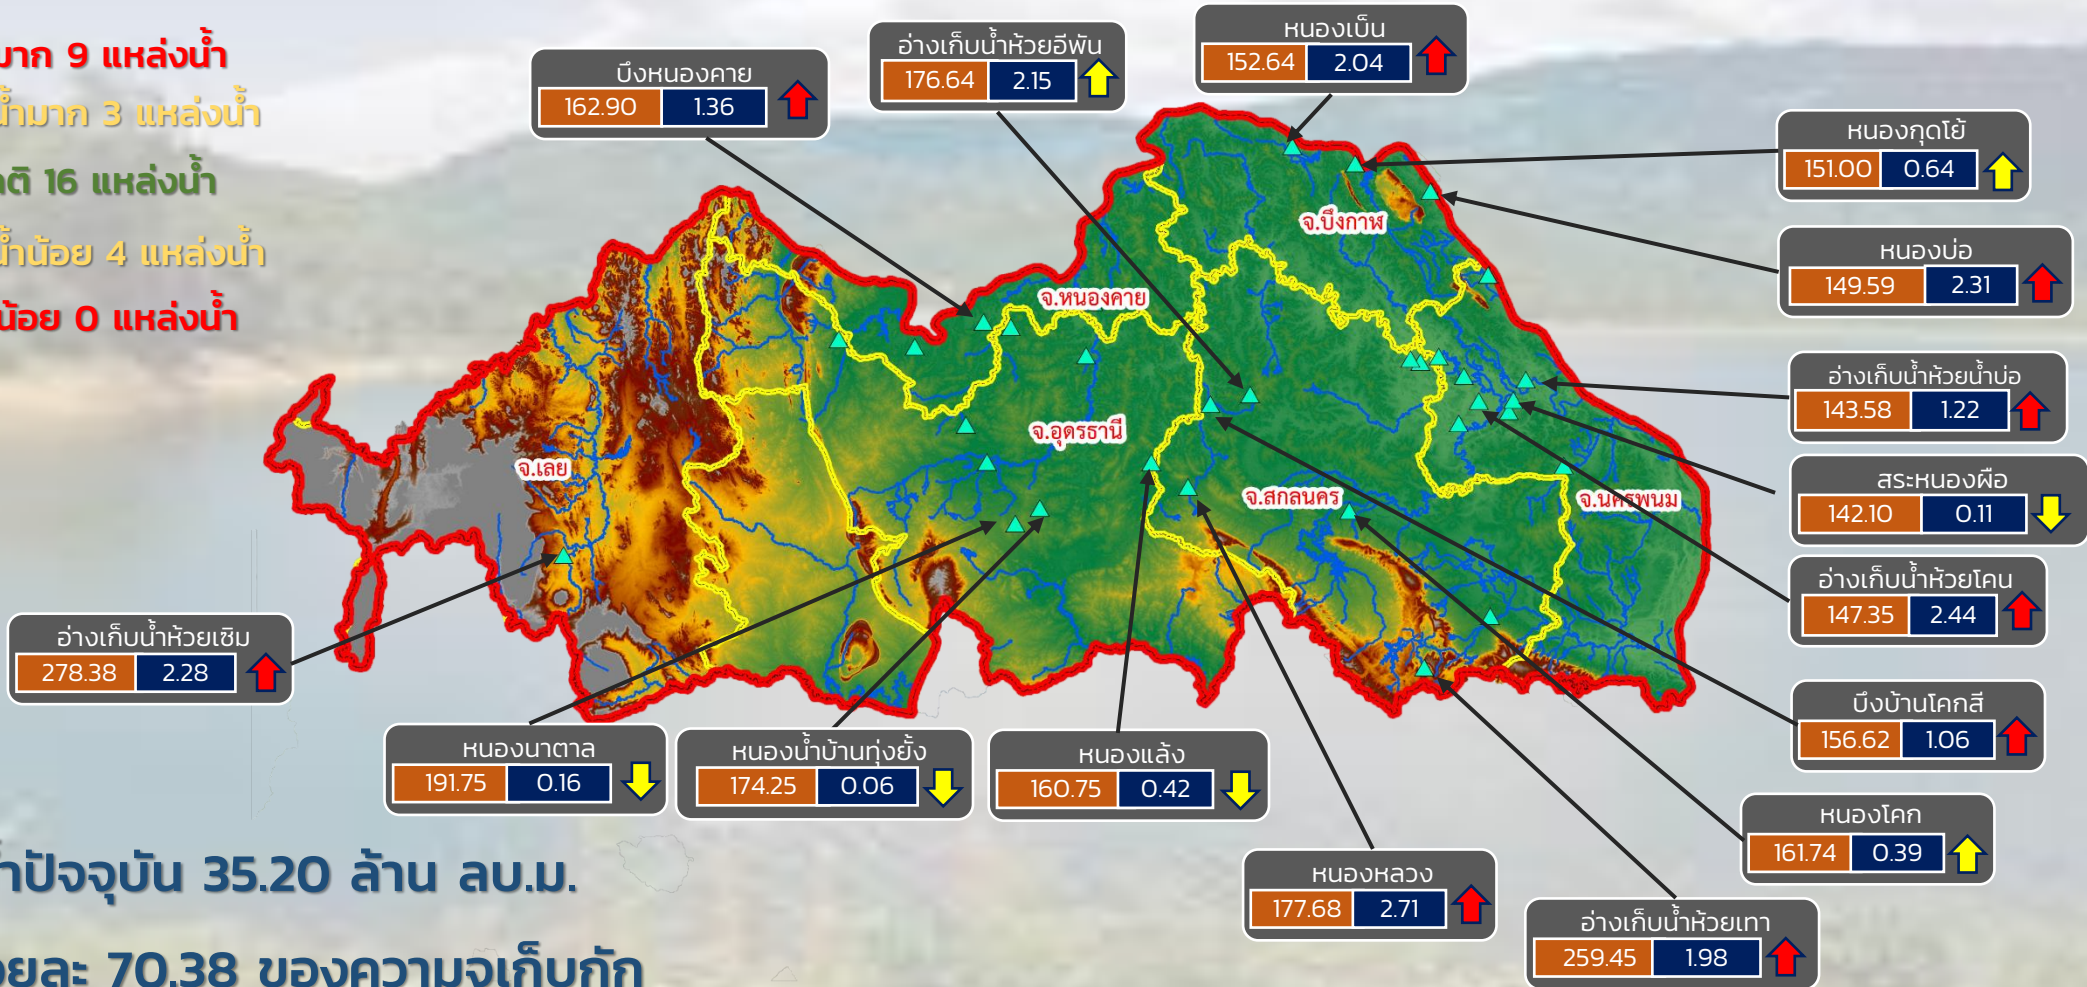 มาก 9 แหล่งน้ำ
น้ำมาก 3 แหล่งน้ำ
16 แหล่งน้ำ
น้ำน้อย 4 แหล่งน้ำ
น้อย 0 แหล่งน้ำ
บึงหนองคาย
162.90 1.36
อ่างเก็บน้ำห้วยอีพัน
176.64 2.15
หนองเบ็น
152.64 2.04
หนองกุดโย้
151.00 0.64
หนองบ่อ
149.59 2.31
อ่างเก็บน้ำห้วยน้ำบ่อ
143.58 1.22
สระหนองผือ
142.10 0.11
อ่างเก็บน้ำห้วยโคน
147.35 2.44
บึงบ้านโคกสี
156.62 1.06
หนองโคก
161.74 0.39
อ่างเก็บน้ำห้วยเทา
259.45 1.98
หนองหลวง
177.68 2.71
หนองแล้ง
160.75 0.42
หนองน้ำบ้านทุ่งยั้ง
174.25 0.06
หนองนาตาล
191.75 0.16
อ่างเก็บน้ำห้วยเซิม
278.38 2.28
จ.บึงกาฬ
จ.หนองคาย
จ.อุดรธานี
จ.เลย
จ.สกลนคร
จ.นครพนม
ปัจจุบัน 35.20 ล้าน ลบ.ม.
70.38 ของความจุเก็บกัก